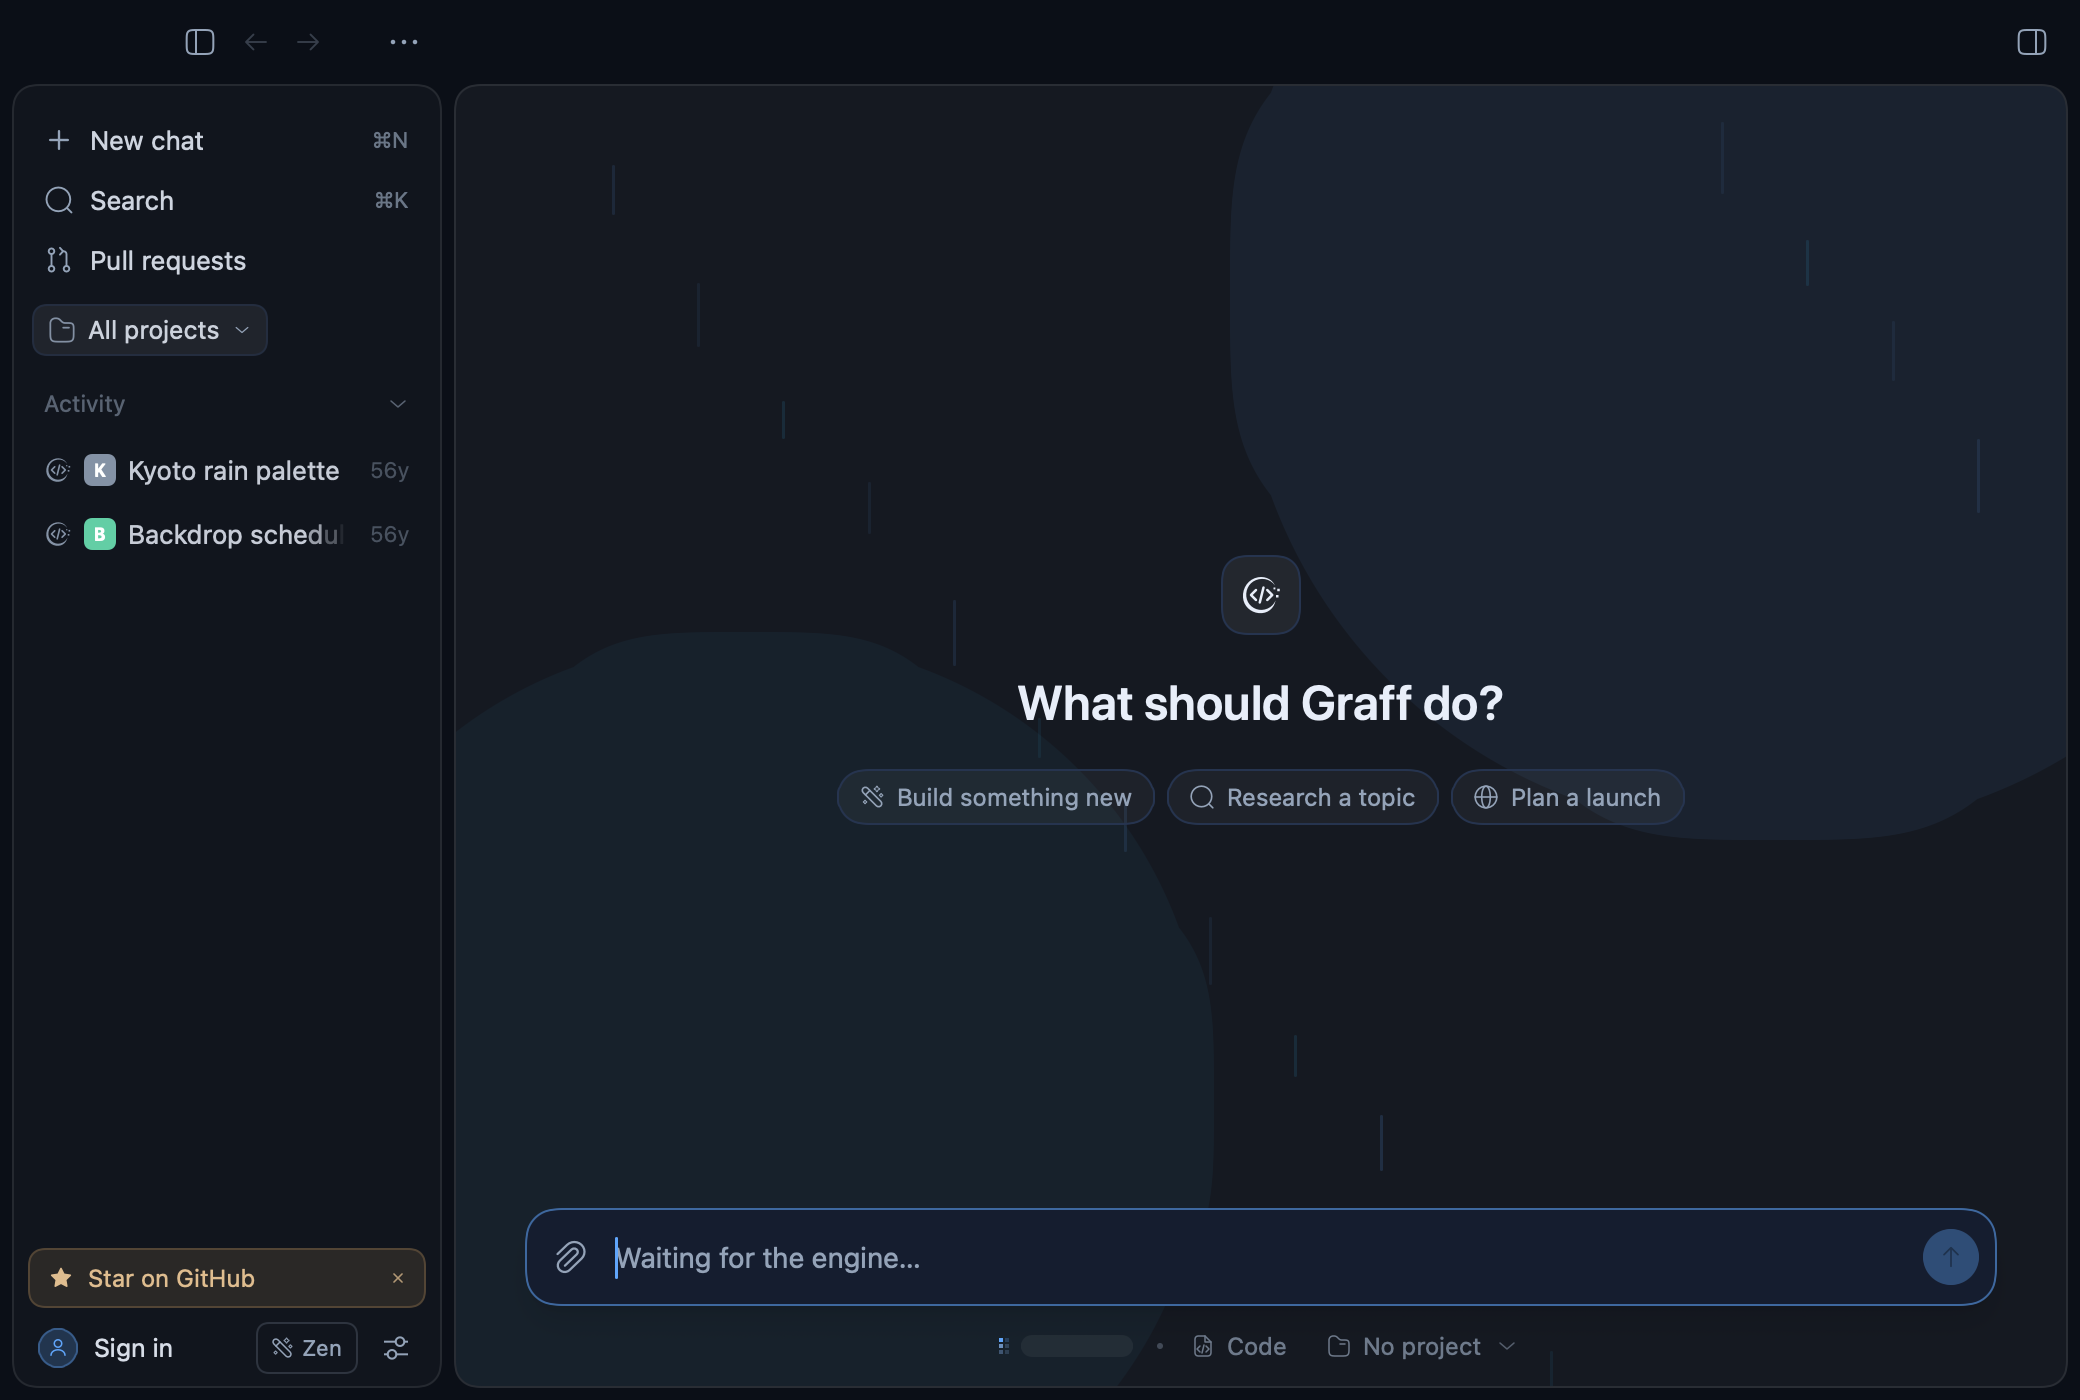 New chat ⌘N
Search ⌘K
Pull requests
All projects
Activity
K Kyoto rain palette 56y
B Backdrop schedul 56y
Star on GitHub ×
Sign in
Zen
What should Graff do?
Build something new
Research a topic
Plan a launch
Waiting for the engine...
Code
No project